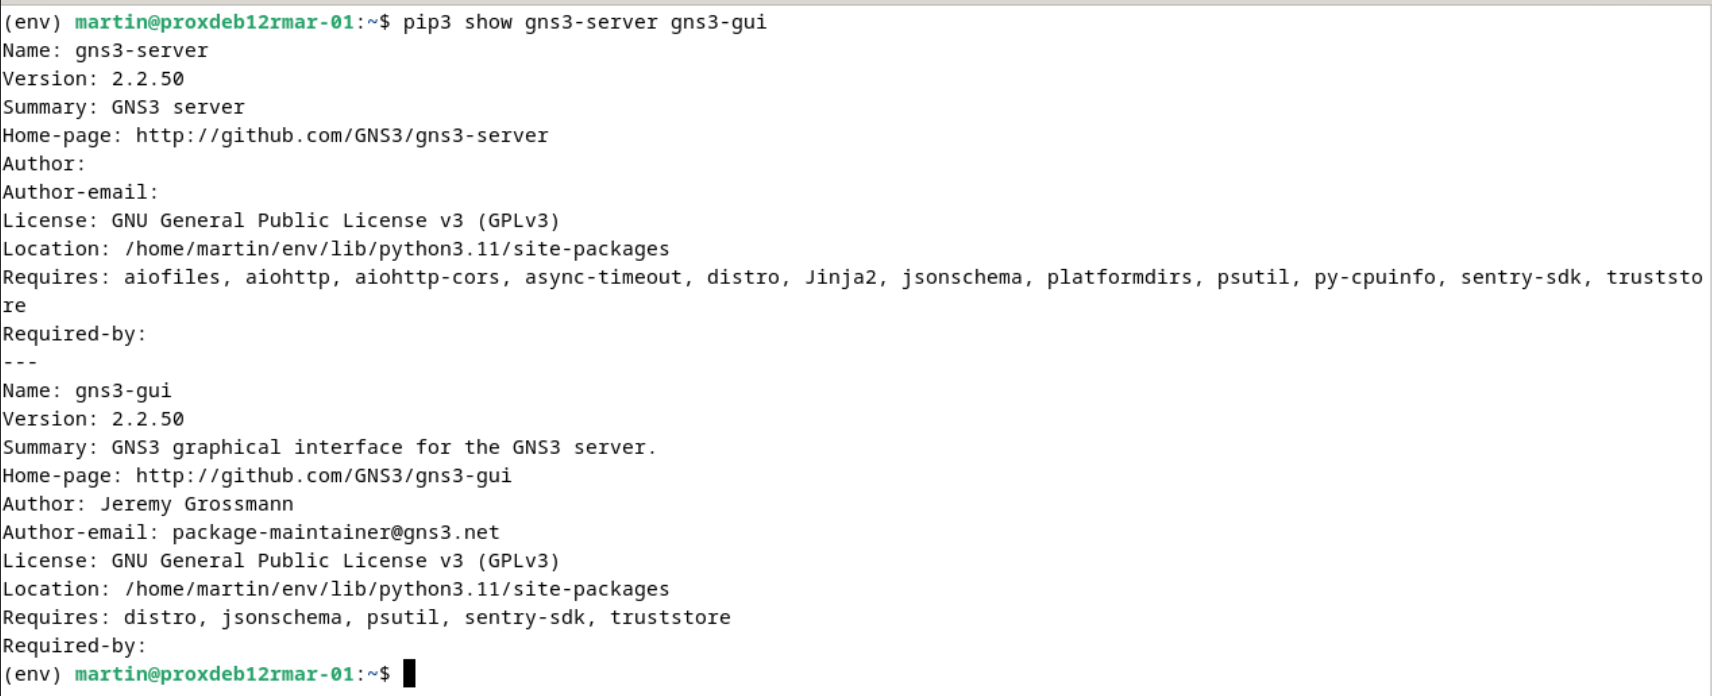 (env) martin@proxdeb12rmar-01:~$ pip3 show gns3-server gns3-gui
Name: gns3-server
Version: 2.2.50
Summary: GNS3 server
Home-page: http://github.com/GNS3/gns3-server
Author:
Author-email:
License: GNU General Public License v3 (GPLv3)
Location: /home/martin/env/lib/python3.11/site-packages
Requires: aiofiles, aiohttp, aiohttp-cors, async-timeout, distro, Jinja2, jsonschema, platformdirs, psutil, py-cpuinfo, sentry-sdk, truststo
re
Required-by:
---
Name: gns3-gui
Version: 2.2.50
Summary: GNS3 graphical interface for the GNS3 server.
Home-page: http://github.com/GNS3/gns3-gui
Author: Jeremy Grossmann
Author-email: package-maintainer@gns3.net
License: GNU General Public License v3 (GPLv3)
Location: /home/martin/env/lib/python3.11/site-packages
Requires: distro, jsonschema, psutil, sentry-sdk, truststore
Required-by:
(env) martin@proxdeb12rmar-01:~$